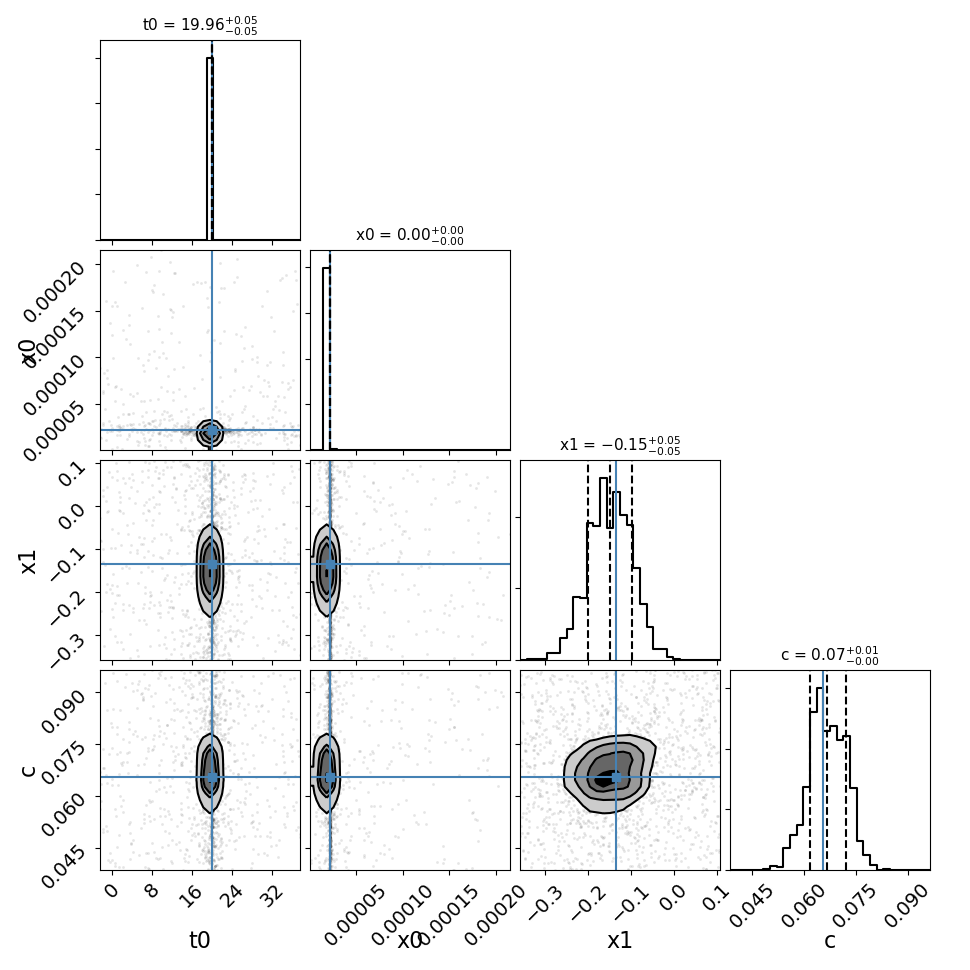 t0 = 19.96+0.05−0.05
x0 = 0.00+0.00−0.00
0.00020
0.00015
0.00010
0.00005
0.00000
x0
x1 = −0.15+0.05−0.05
0.1
0.0
−0.1
−0.2
−0.3
x1
c = 0.07+0.01−0.00
0.090
0.075
0.060
0.045
c
0 8 16 24 32
0.00005 0.00010 0.00015 0.00020
−0.3 −0.2 −0.1 0.0 0.1
0.045 0.060 0.075 0.090
t0 x0 x1 c